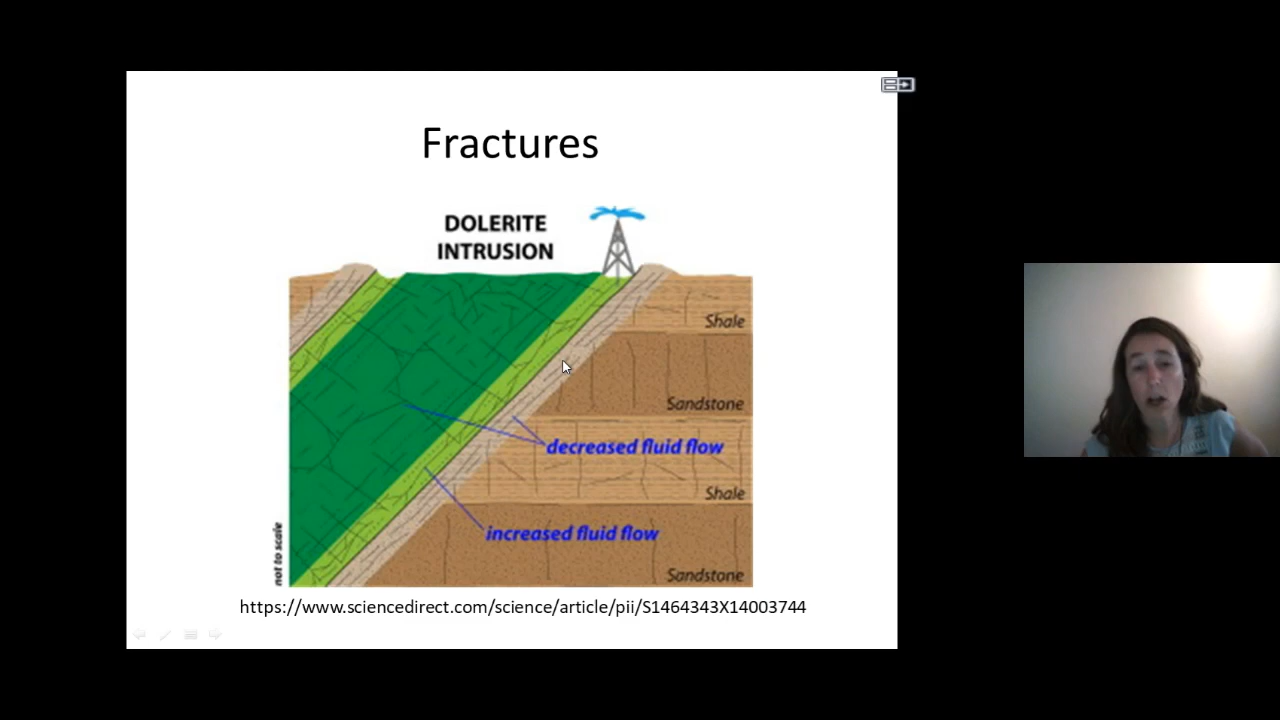 Fractures
DOLERITE
INTRUSION
Shale
Sandstone
decreased fluid flow
Shale
increased fluid flow
Sandstone
not to scale
https://www.sciencedirect.com/science/article/pii/S1464343X14003744